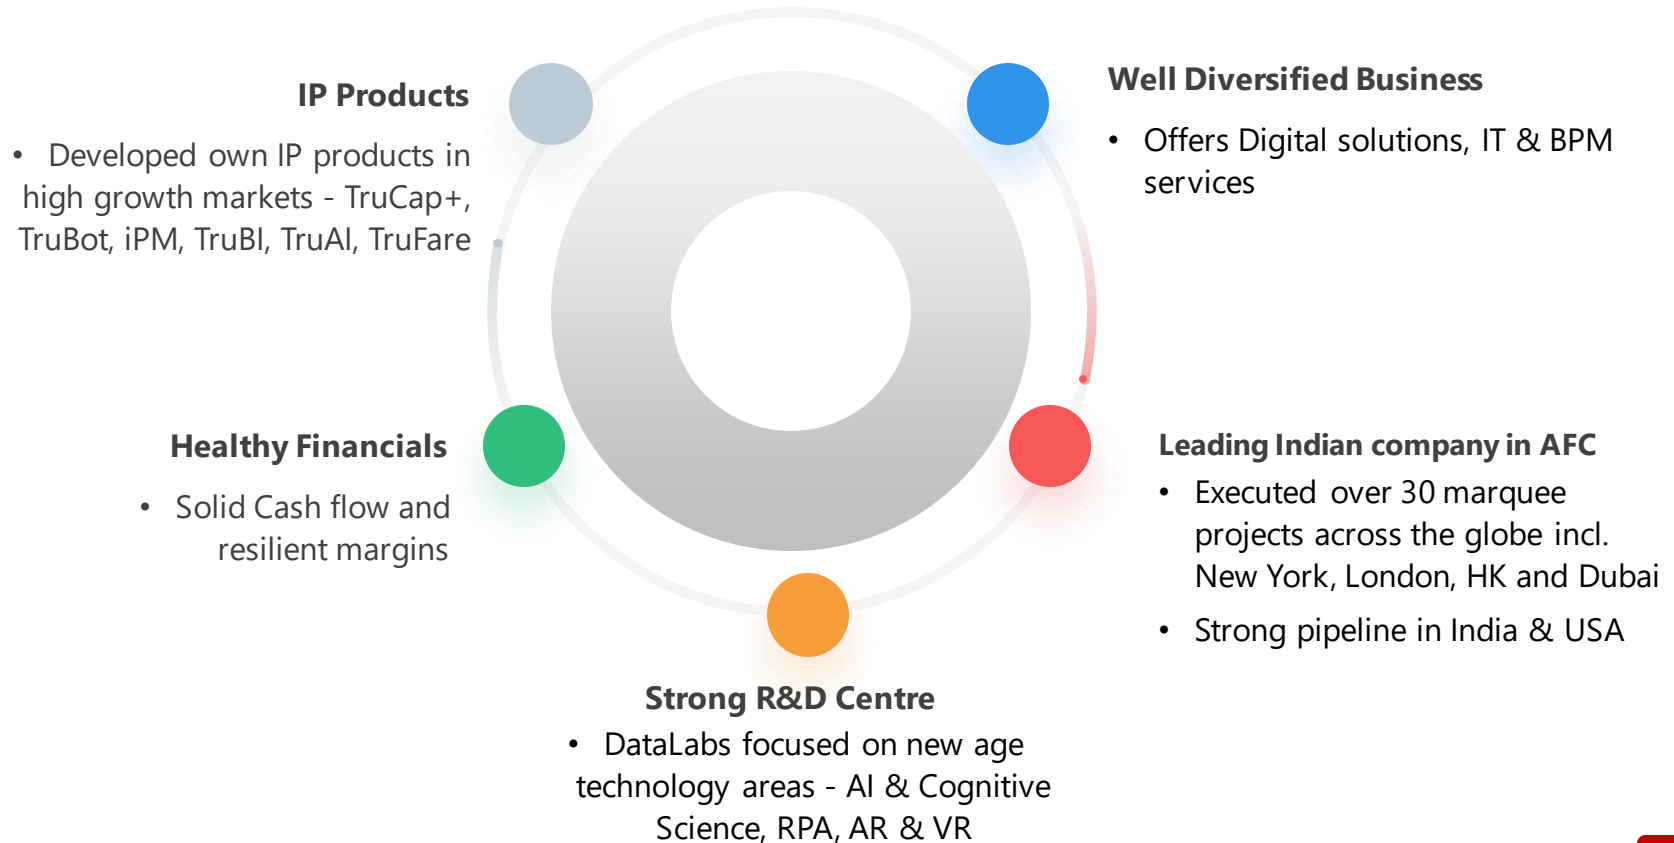 IP Products
• Developed own IP products in
high growth markets - TruCap+,
TruBot, iPM, TruBI, TruAI, TruFare
Well Diversified Business
• Offers Digital solutions, IT & BPM
services
Healthy Financials
• Solid Cash flow and
resilient margins
Leading Indian company in AFC
• Executed over 30 marquee
projects across the globe incl.
New York, London, HK and Dubai
• Strong pipeline in India & USA
Strong R&D Centre
• DataLabs focused on new age
technology areas - AI & Cognitive
Science, RPA, AR & VR